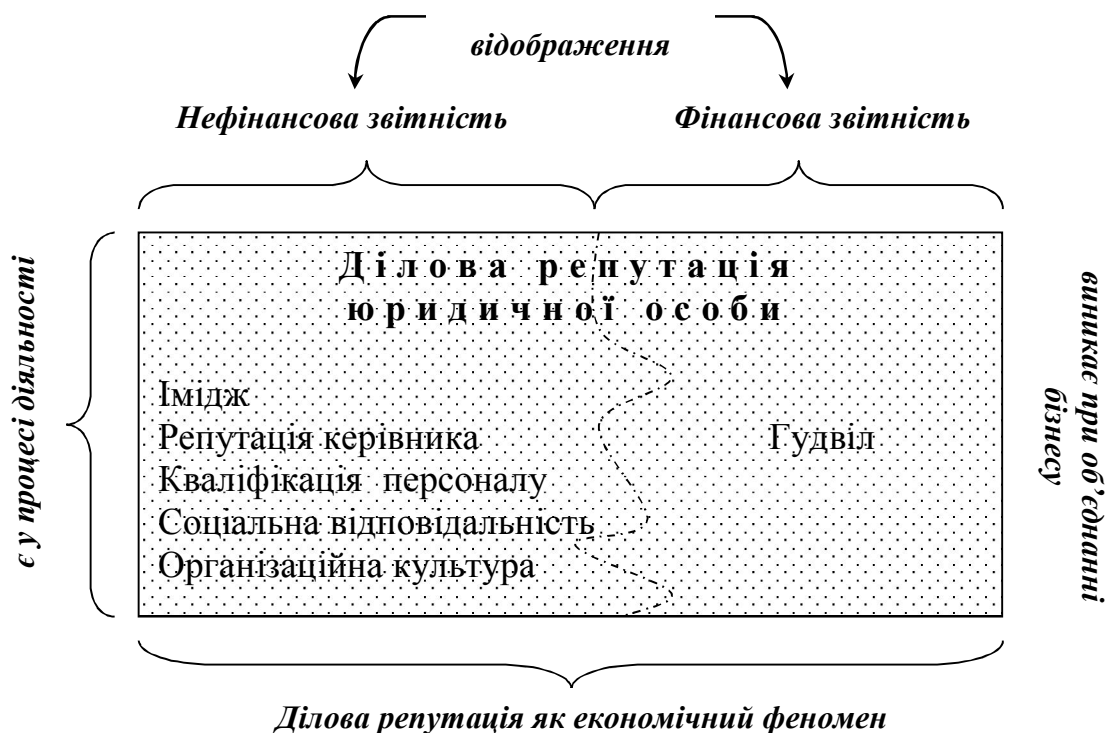 відображення
Нефінансова звітність
Фінансова звітність
Ділова репутація
юридичної особи
є у процесі діяльності
Імідж
Репутація керівника
Кваліфікація персоналу
Соціальна відповідальність
Організаційна культура
Гудвіл
виникає при об’єднанні
бізнесу
Ділова репутація як економічний феномен